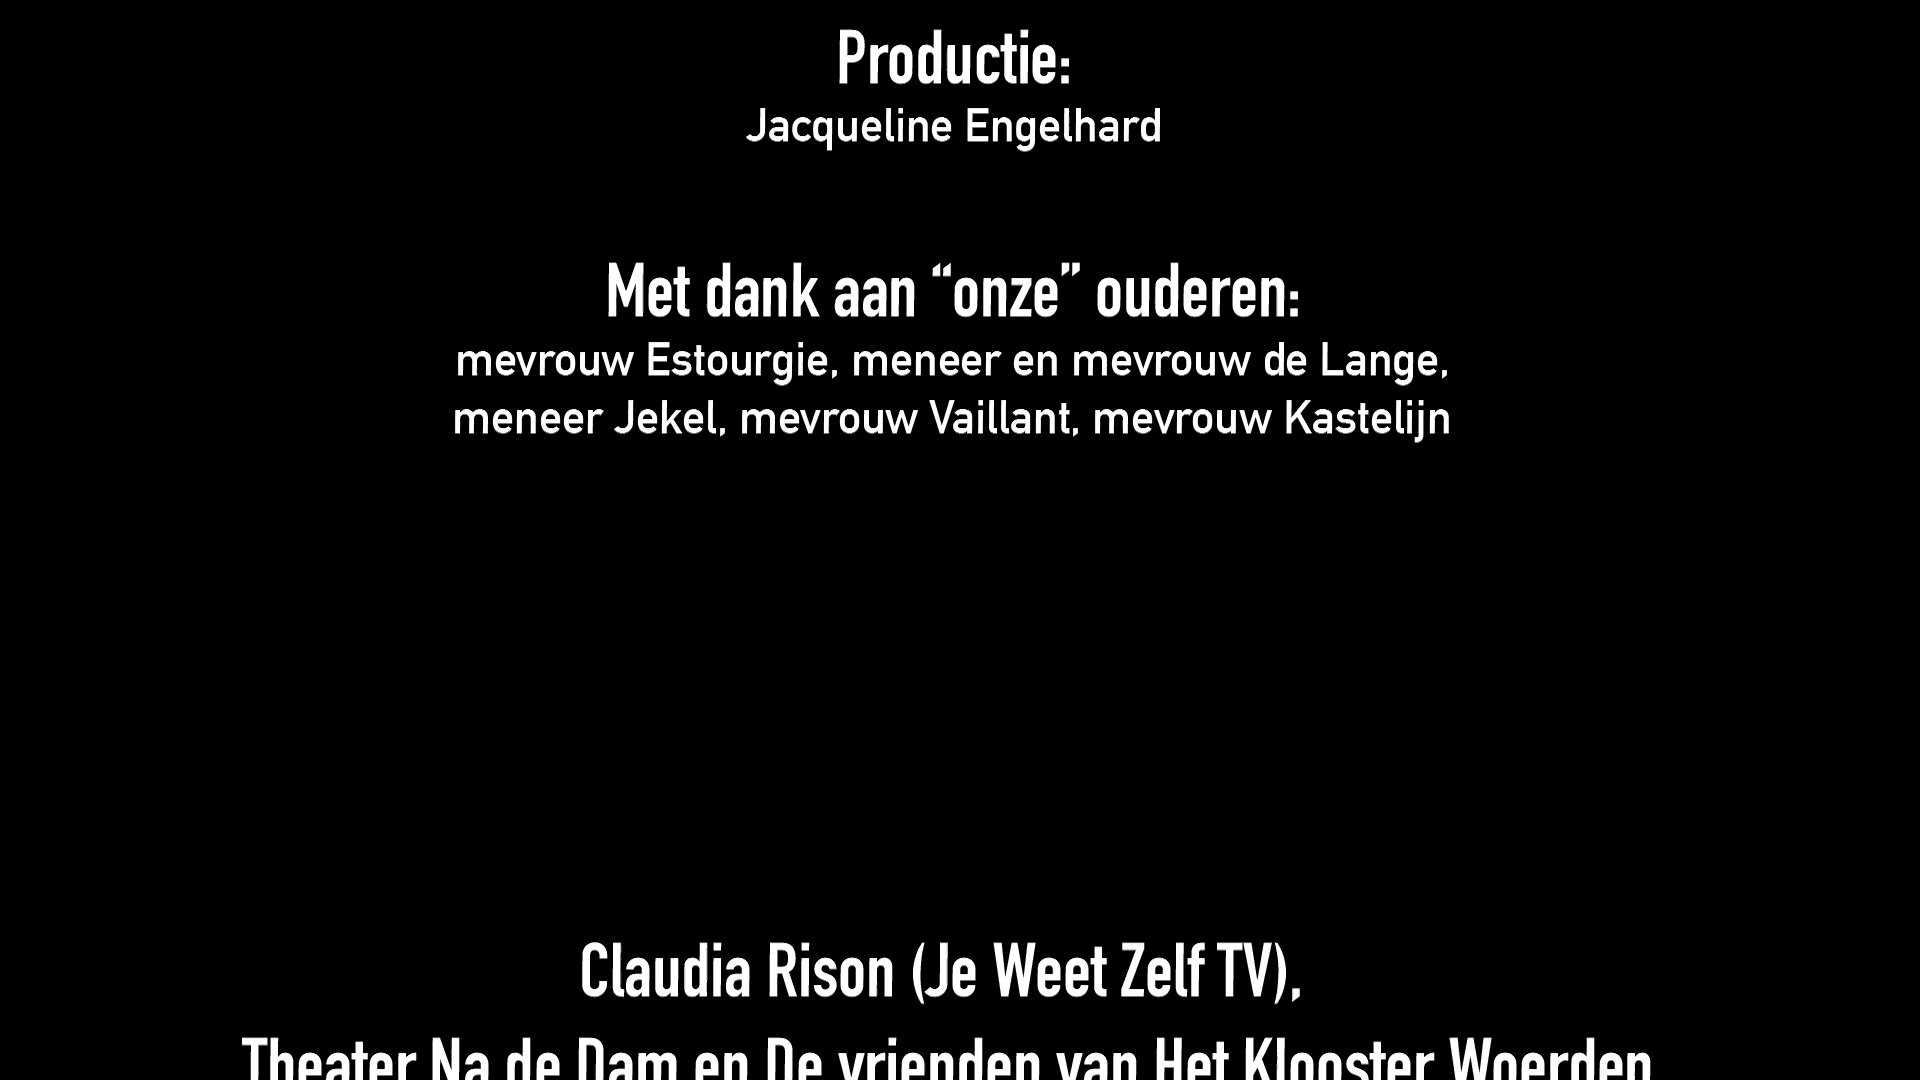 Productie:
Jacqueline Engelhard
Met dank aan “onze” ouderen:
mevrouw Estourgie, meneer en mevrouw de Lange,
meneer Jekel, mevrouw Vaillant, mevrouw Kastelijn
Claudia Rison (Je Weet Zelf TV),
Theater Na de Dam en De vrienden van Het Klooster Woerden